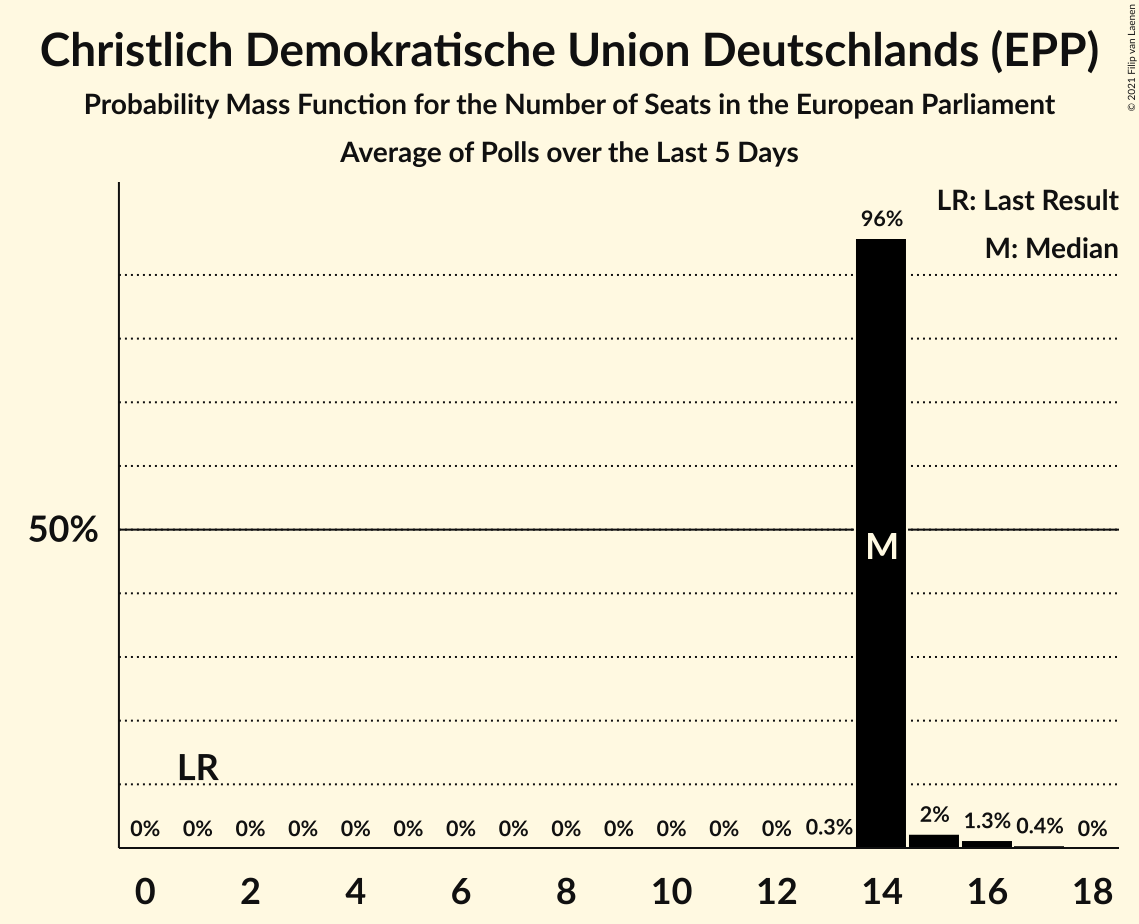 Christlich Demokratische Union Deutschlands (EPP)
Probability Mass Function for the Number of Seats in the European Parliament
Average of Polls over the Last 5 Days
© 2021 Filip van Laenen
LR: Last Result
M: Median
96%
50%
M
LR
0% 0% 0% 0% 0% 0% 0% 0% 0% 0% 0% 0% 0% 0.3% 2% 1.3% 0.4% 0%
0 2 4 6 8 10 12 14 16 18